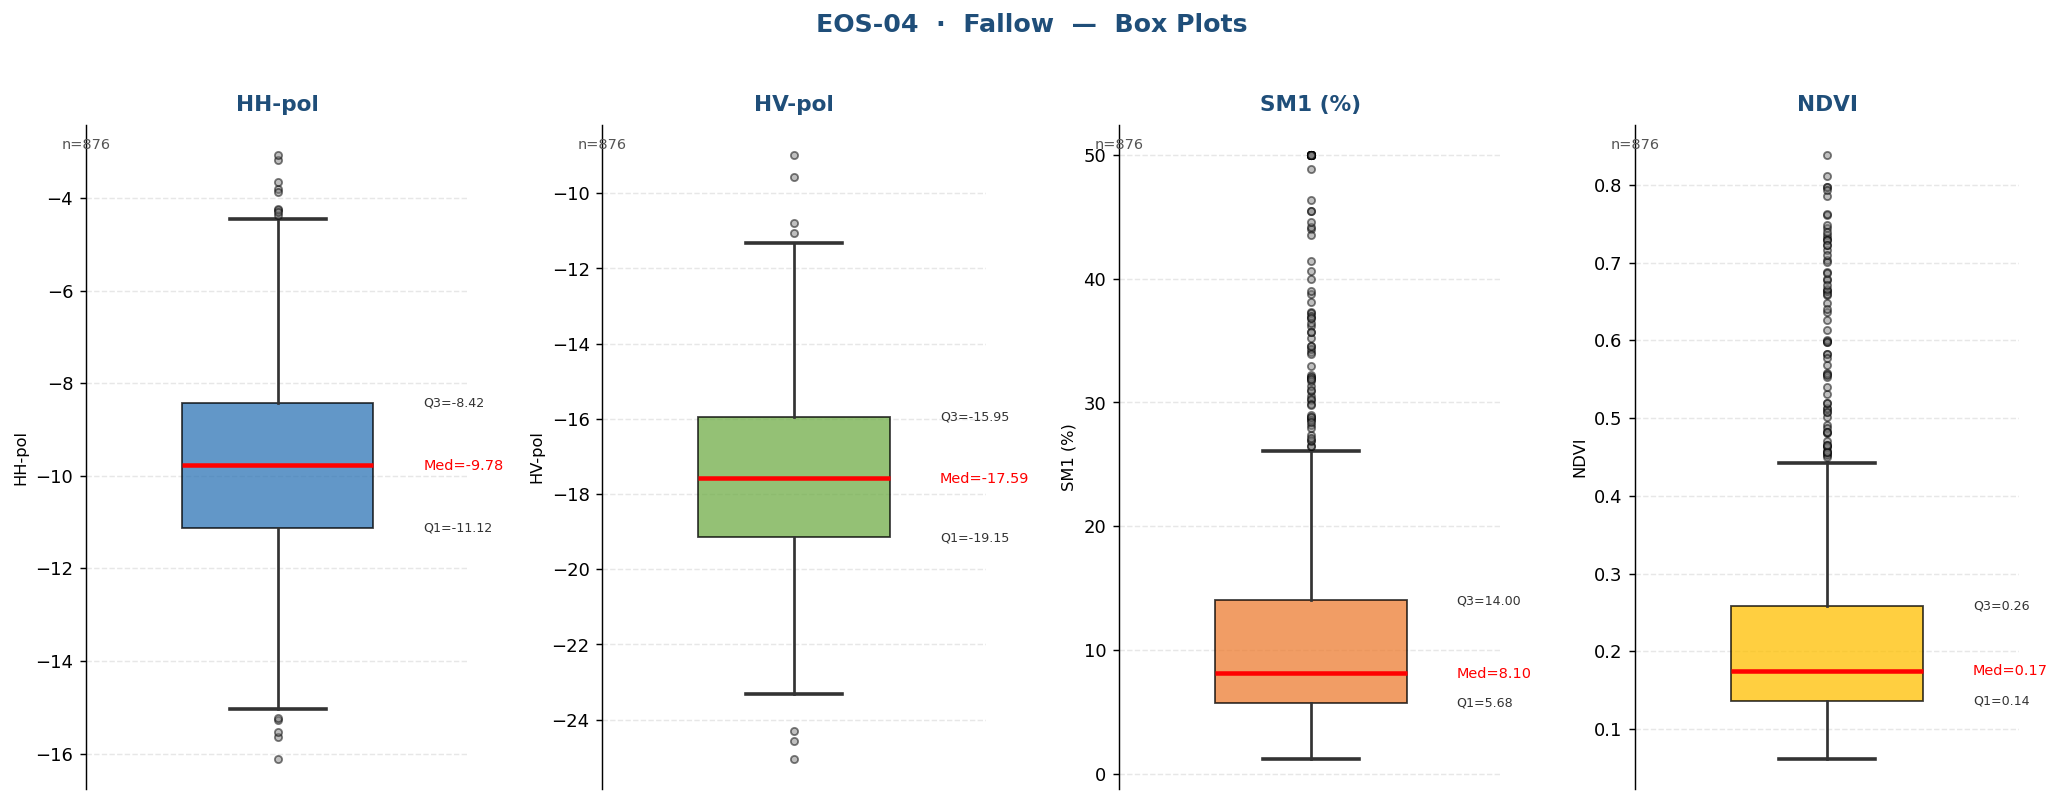 EOS-04 · Fallow — Box Plots
HH-pol
n=876
−4
−6
−8
−10
−12
−14
−16
HH-pol
Q3=-8.42
Med=-9.78
Q1=-11.12
HV-pol
n=876
−10
−12
−14
−16
−18
−20
−22
−24
HV-pol
Q3=-15.95
Med=-17.59
Q1=-19.15
SM1 (%)
n=876
50
40
30
20
10
0
SM1 (%)
Q3=14.00
Med=8.10
Q1=5.68
NDVI
n=876
0.8
0.7
0.6
0.5
0.4
0.3
0.2
0.1
NDVI
Q3=0.26
Med=0.17
Q1=0.14